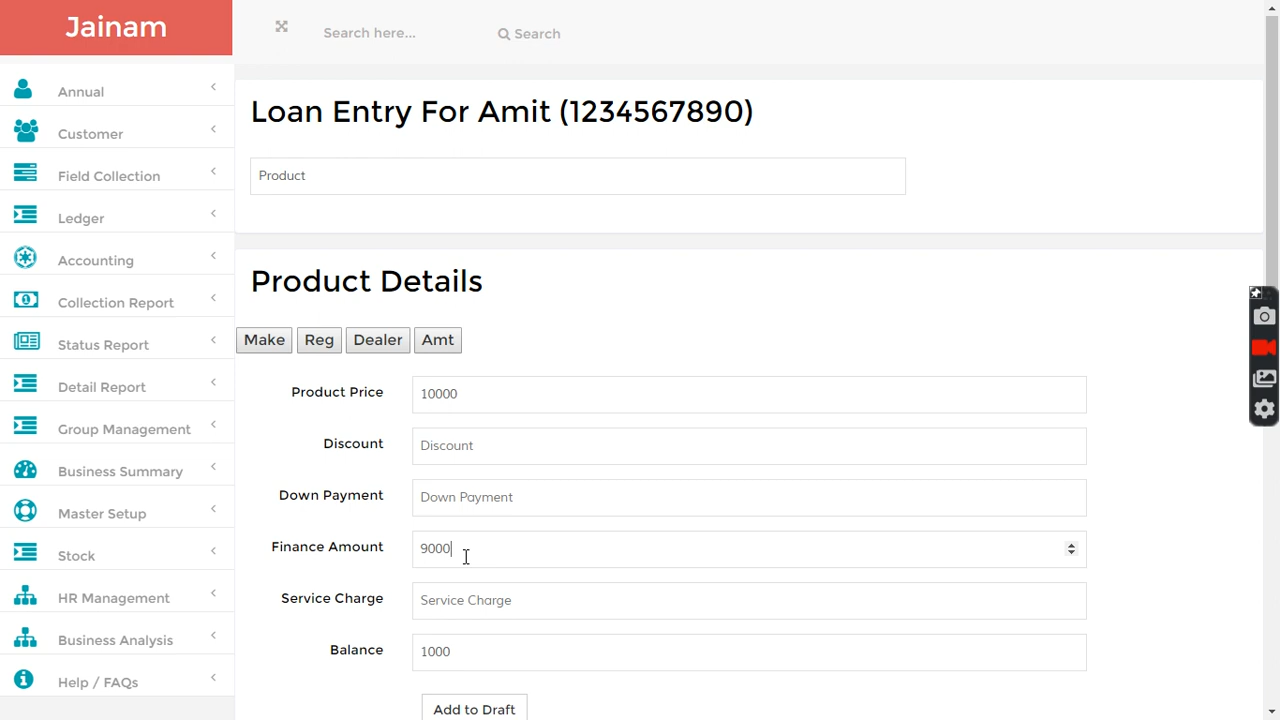 Jainam
Search here...
Search
Annual
Customer
Field Collection
Ledger
Accounting
Collection Report
Status Report
Detail Report
Group Management
Business Summary
Master Setup
Stock
HR Management
Business Analysis
Help / FAQs
Loan Entry For Amit (1234567890)
Product
Product Details
Make Reg Dealer Amt
Product Price 10000
Discount Discount
Down Payment Down Payment
Finance Amount 9000
Service Charge Service Charge
Balance 1000
Add to Draft